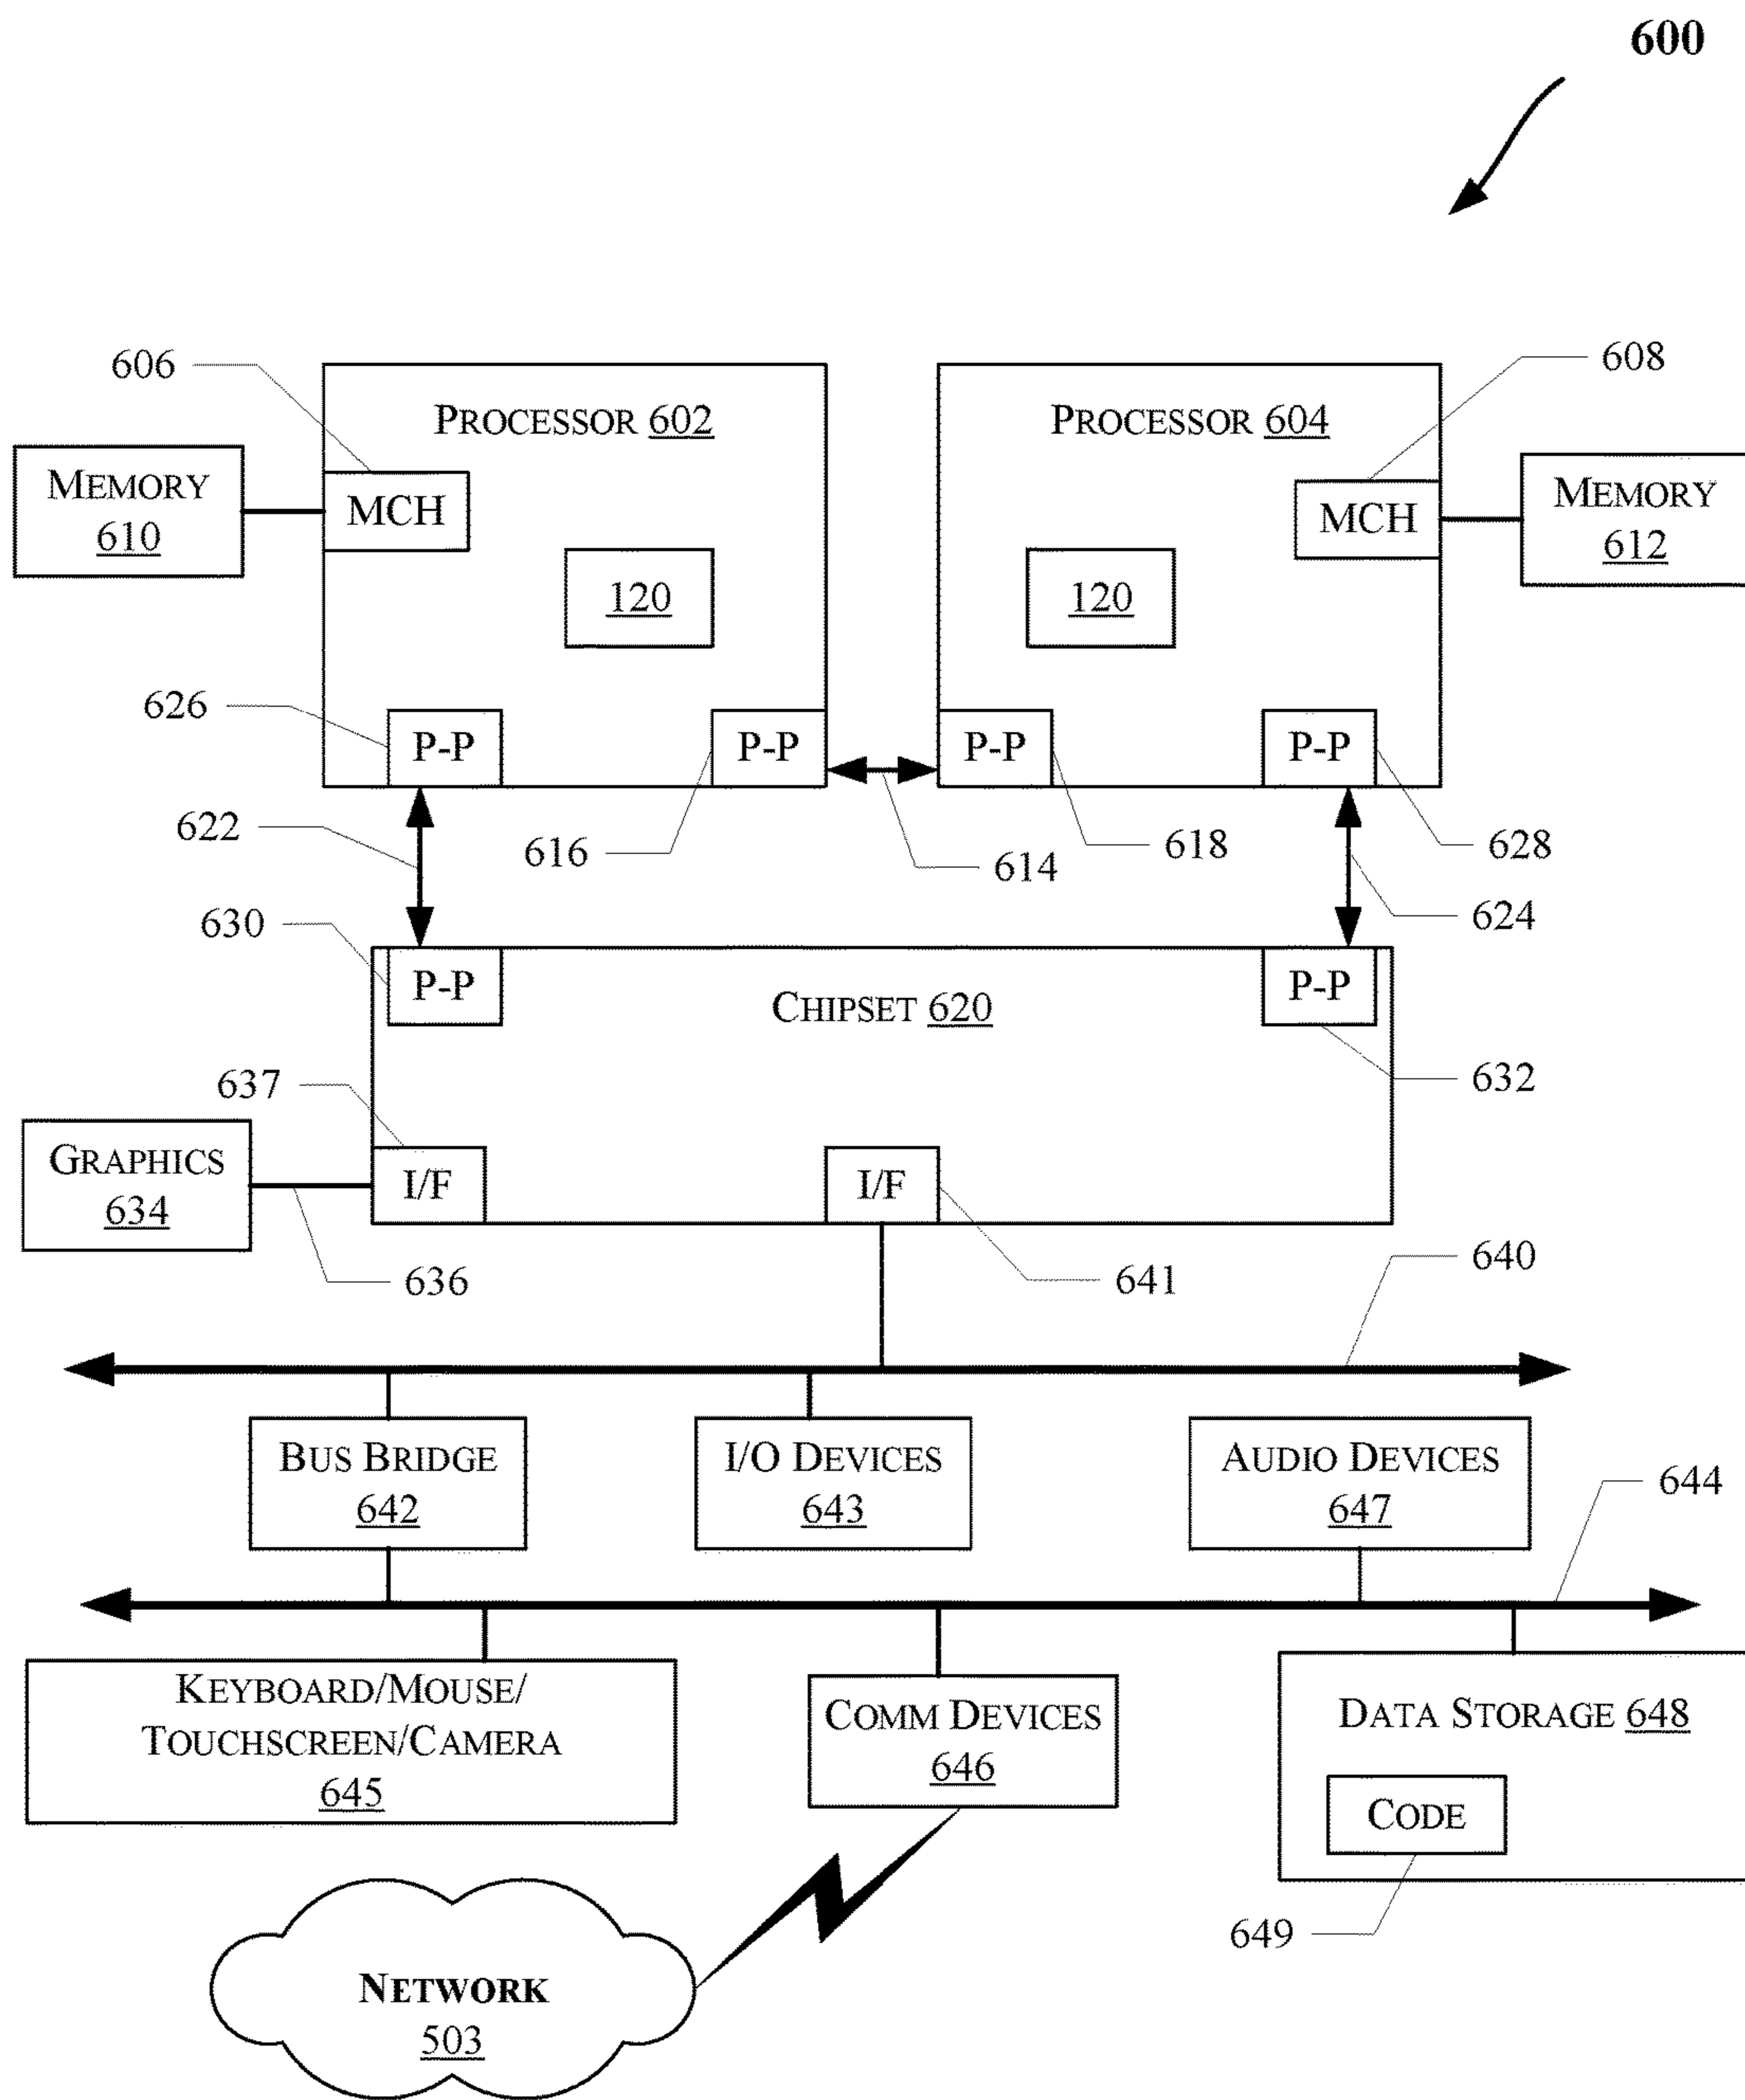 600
606
608
PROCESSOR 602
PROCESSOR 604
MEMORY
610
MCH
MCH
MEMORY
612
120
120
626
P-P
P-P
P-P
P-P
622
616
614
618
628
624
630
P-P
CHIPSET 620
P-P
637
632
GRAPHICS
634
I/F
I/F
636
641
640
BUS BRIDGE
642
I/O DEVICES
643
AUDIO DEVICES
647
644
KEYBOARD/MOUSE/
TOUCHSCREEN/CAMERA
645
COMM DEVICES
646
DATA STORAGE 648
CODE
649
NETWORK
503